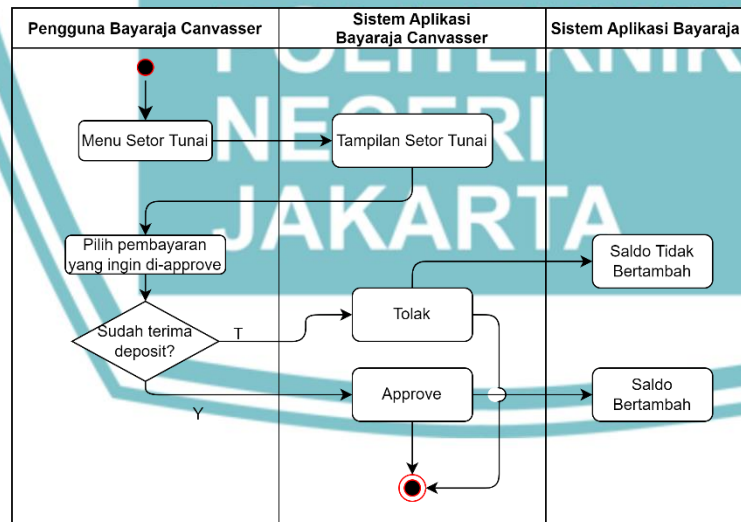 Pengguna Bayaraja Canvasser
Sistem Aplikasi
Bayaraja Canvasser
Sistem Aplikasi Bayaraja
POLITEKNIK
NEGERI
JAKARTA
Menu Setor Tunai
Tampilan Setor Tunai
Pilih pembayaran
yang ingin di-approve
Saldo Tidak
Bertambah
Sudah terima
deposit?
T
Tolak
Y
Approve
Saldo
Bertambah